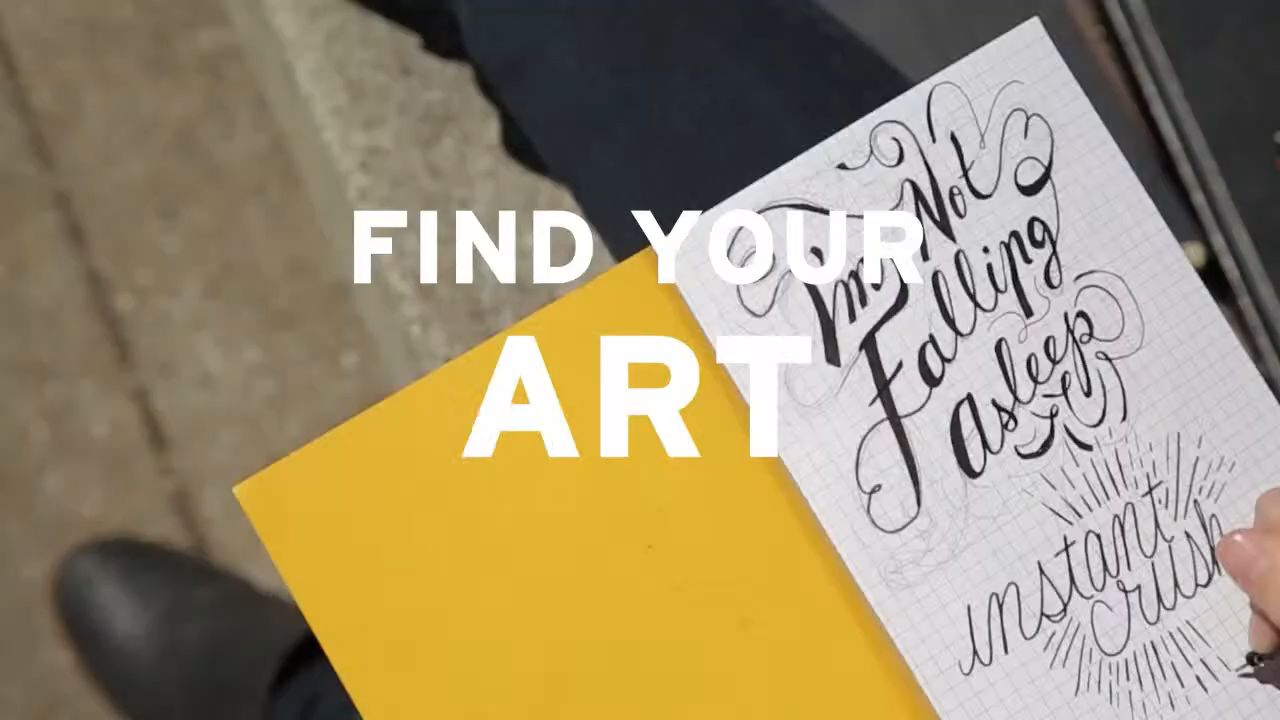 FIND YOUR
ART
I'm Not
Falling
asleep
instant
crush